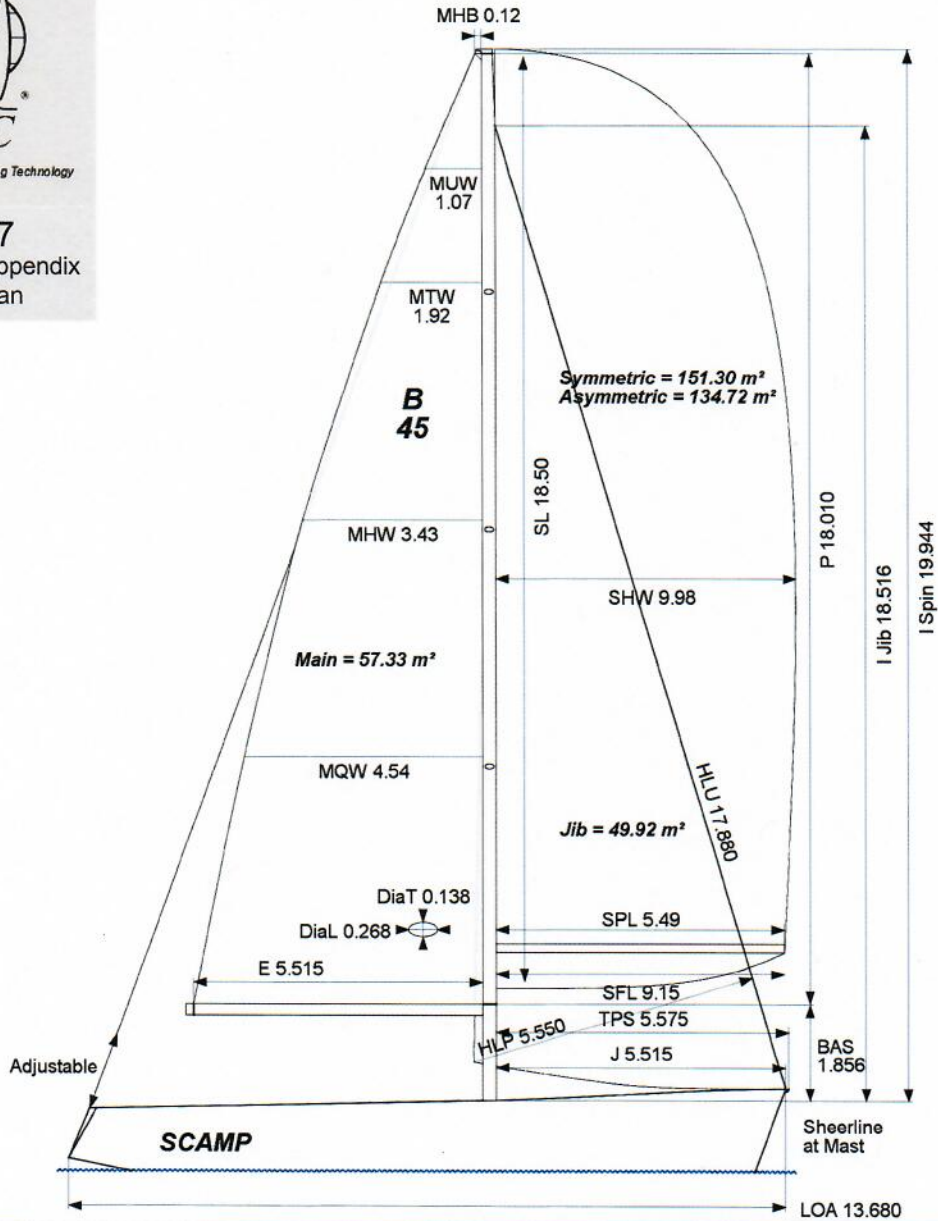 MHB 0.12
®
C
g Technology
7
ppendix
an
MUW
1.07
MTW
1.92
B
45
Symmetric = 151.30 m²
Asymmetric = 134.72 m²
SL 18.50
P 18.010
I Jib 18.516
I Spin 19.944
MHW 3.43
SHW 9.98
Main = 57.33 m²
MQW 4.54
HLU 17.880
Jib = 49.92 m²
DiaT 0.138
DiaL 0.268
SPL 5.49
E 5.515
SFL 9.15
TPS 5.575
HLP 5.550
J 5.515
BAS
1.856
Adjustable
Sheerline
at Mast
SCAMP
LOA 13.680